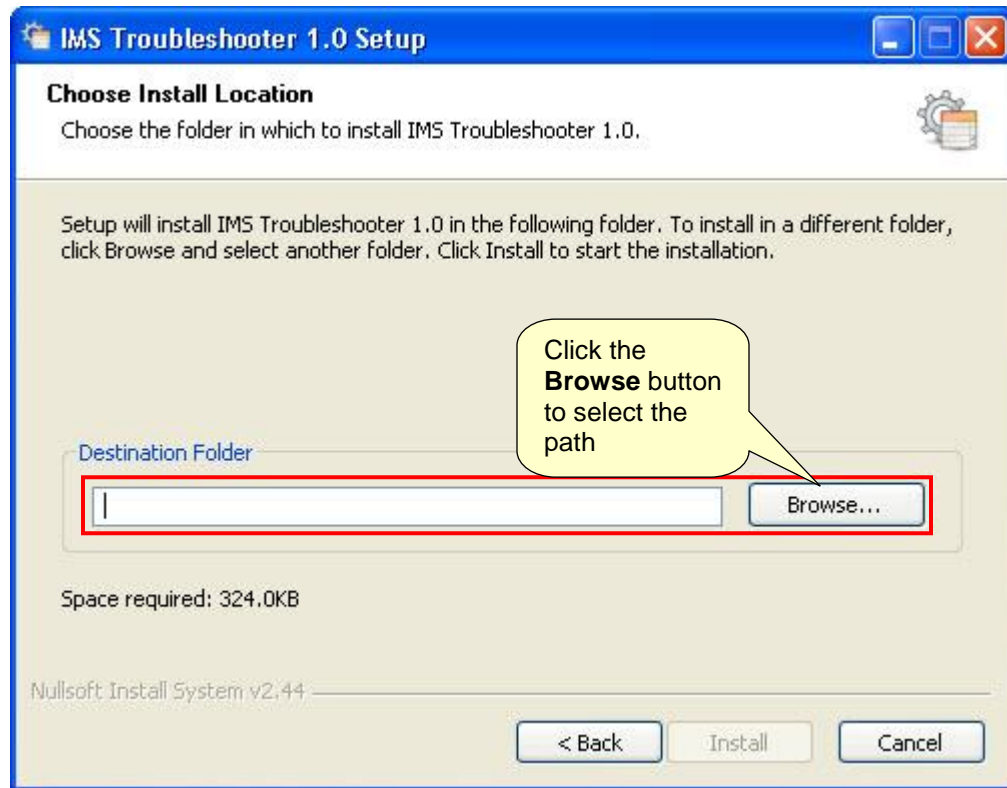 IMS Troubleshooter 1.0 Setup
Choose Install Location
Choose the folder in which to install IMS Troubleshooter 1.0.
Setup will install IMS Troubleshooter 1.0 in the following folder. To install in a different folder,
click Browse and select another folder. Click Install to start the installation.
Click the
Browse button
to select the
path
Destination Folder
Browse...
Space required: 324.0KB
Nullsoft Install System v2.44
< Back
Install
Cancel